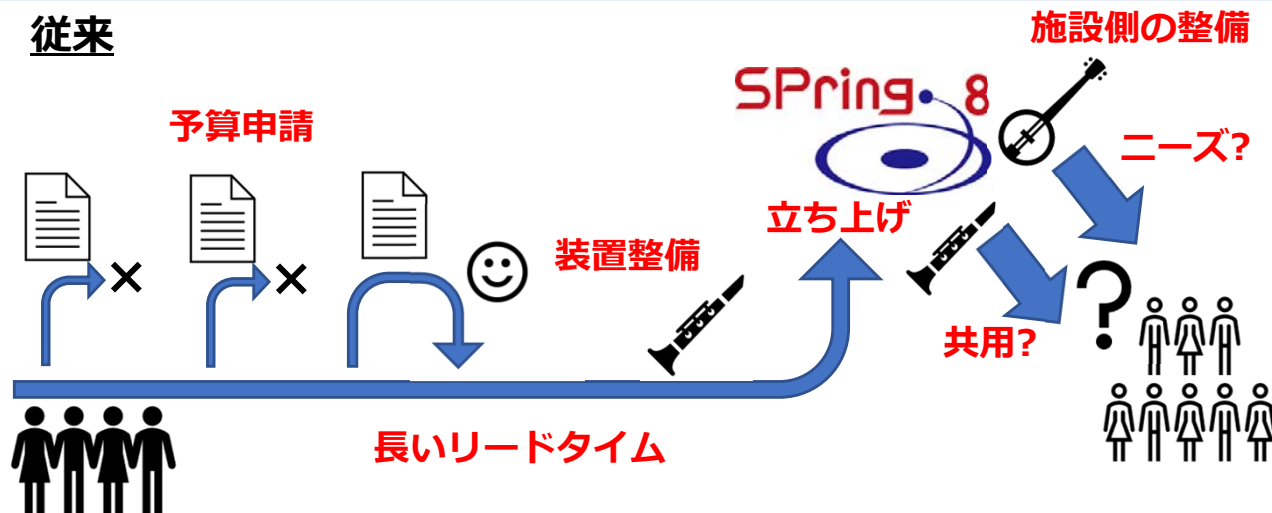 従来
施設側の整備
SPring-8
予算申請
ニーズ?
立ち上げ
装置整備
×
×
?
共用?
長いリードタイム